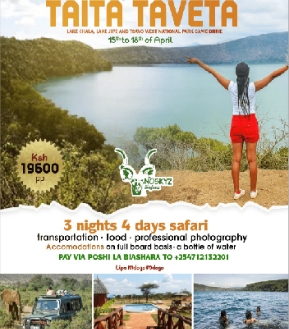 TAITA TAVETA
LAKE CHALA, LAKE JIPE AND TSAVO WEST NATIONAL PARK GAME DRIVE
15th to 18th of April
Ksh
19600
PP
3 nights 4 days safari
transportation · food · professional photography
Accomodations on full board basis · a bottle of water
PAY VIA POSHI LA BIASHARA TO +254712132201